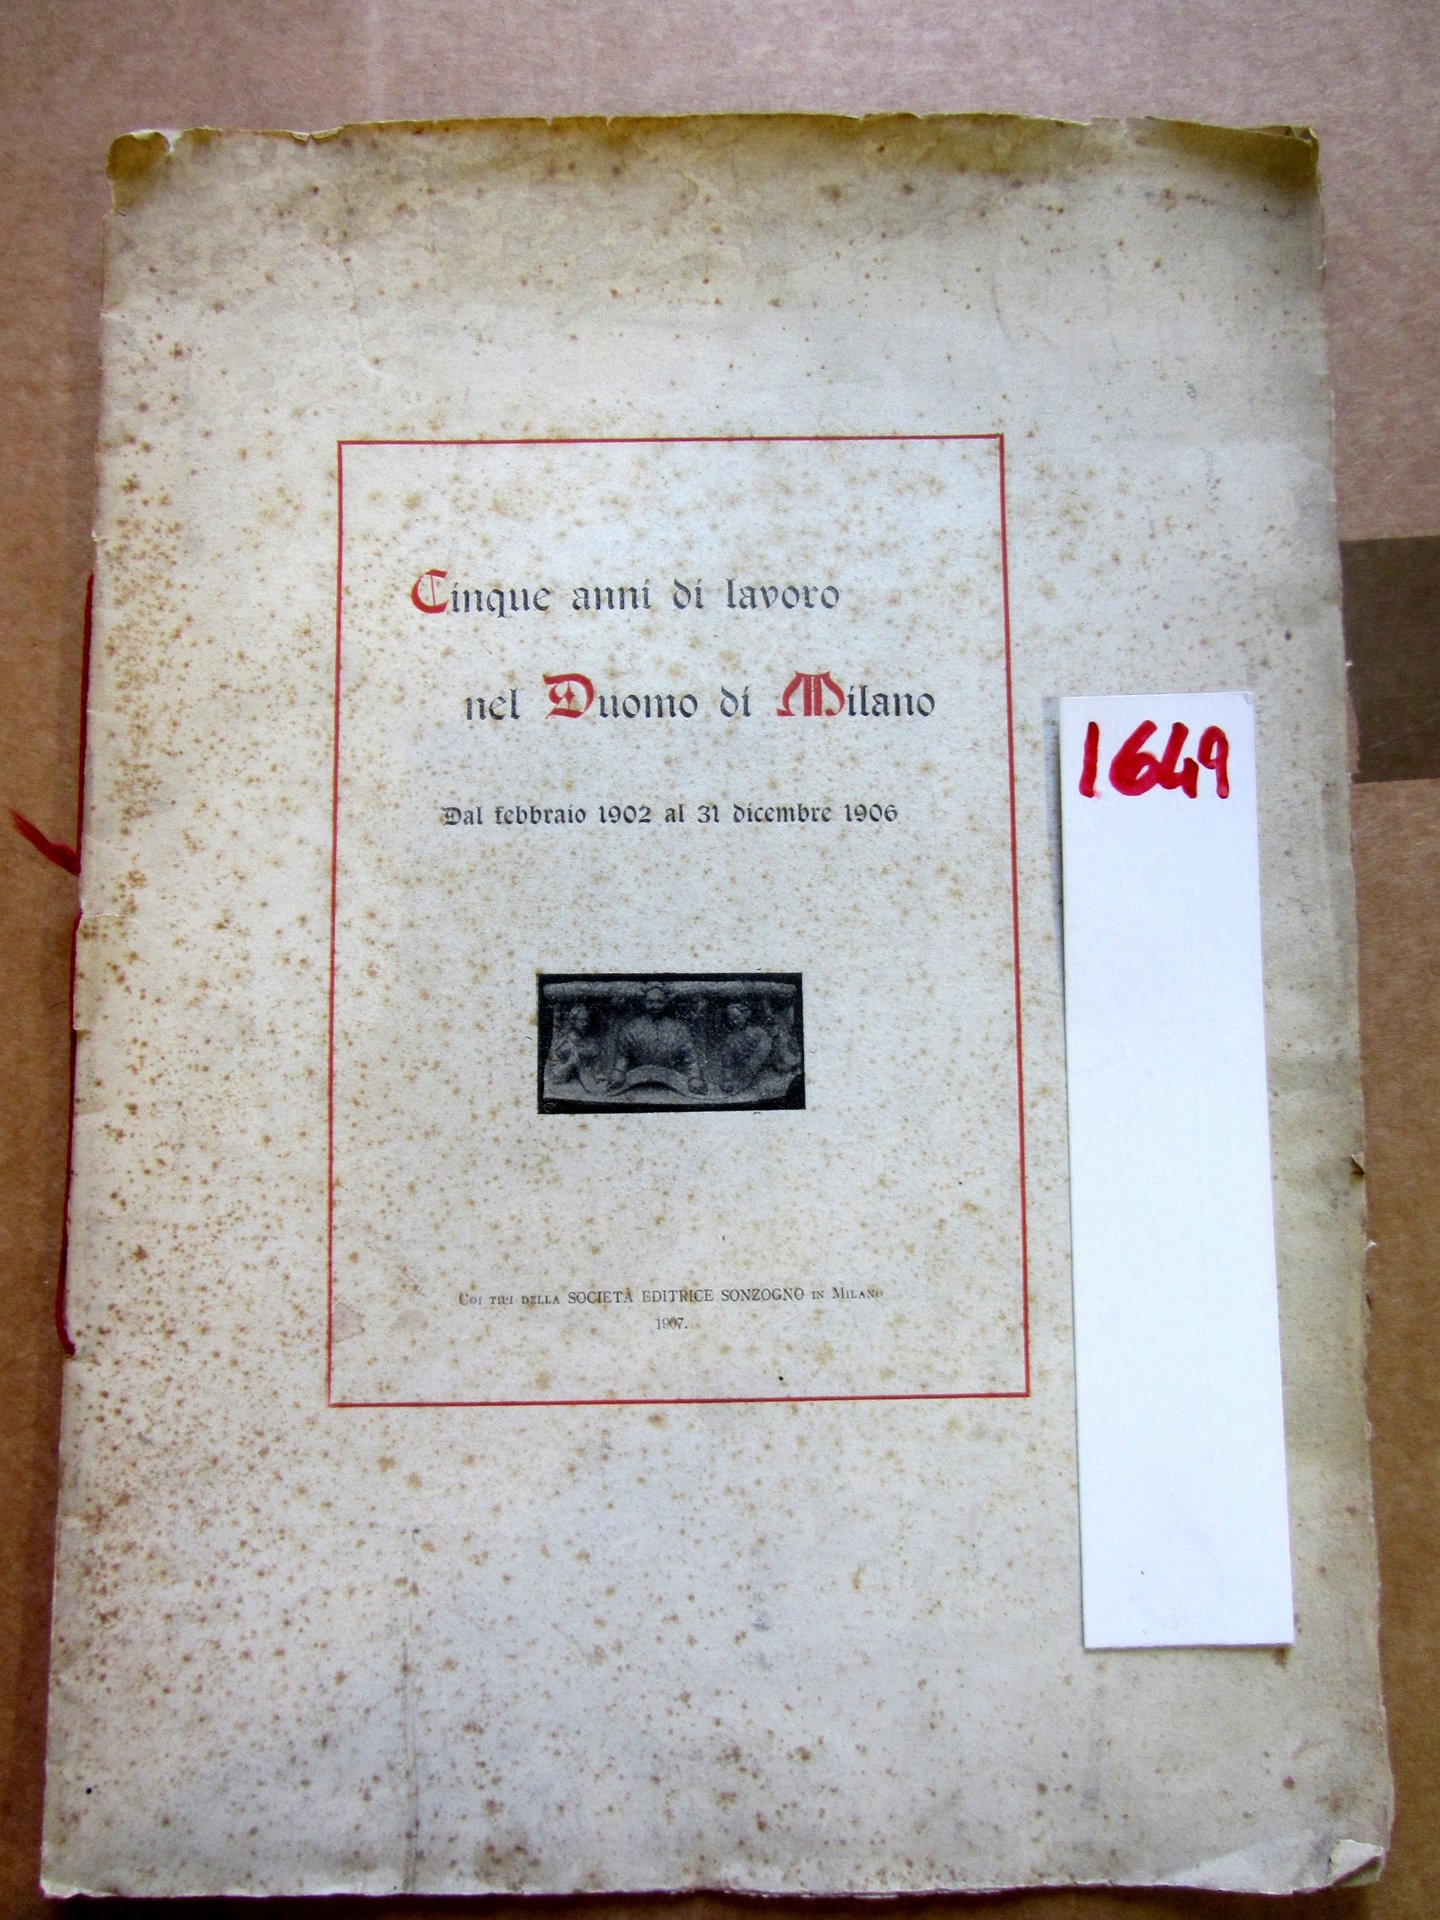 Cinque anni di lavoro
nel Duomo di Milano
1649
Dal febbraio 1902 al 31 dicembre 1906
Coi tipi della SOCIETÀ EDITRICE SONZOGNO in Milano
1907.